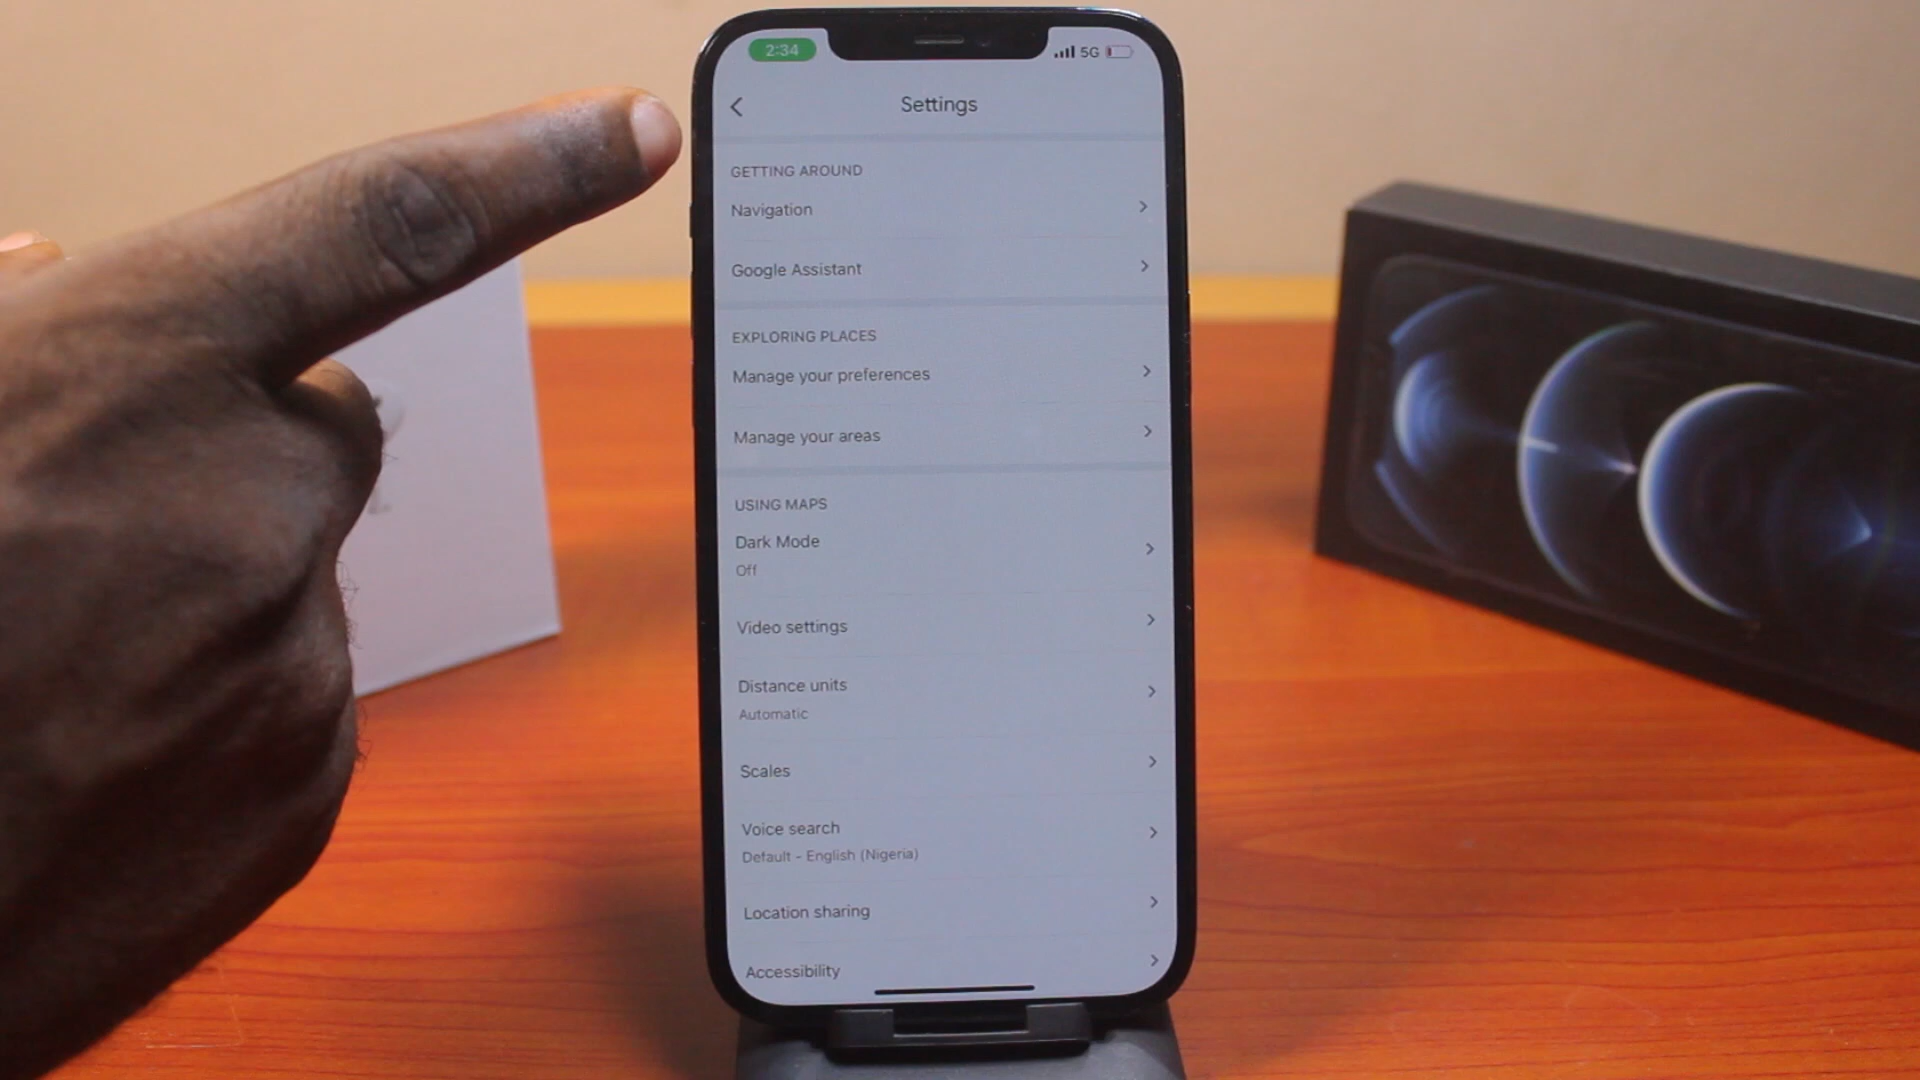 2:34
5G
Settings
GETTING AROUND
Navigation
Google Assistant
EXPLORING PLACES
Manage your preferences
Manage your areas
USING MAPS
Dark Mode
Off
Video settings
Distance units
Automatic
Scales
Voice search
Default - English (Nigeria)
Location sharing
Accessibility